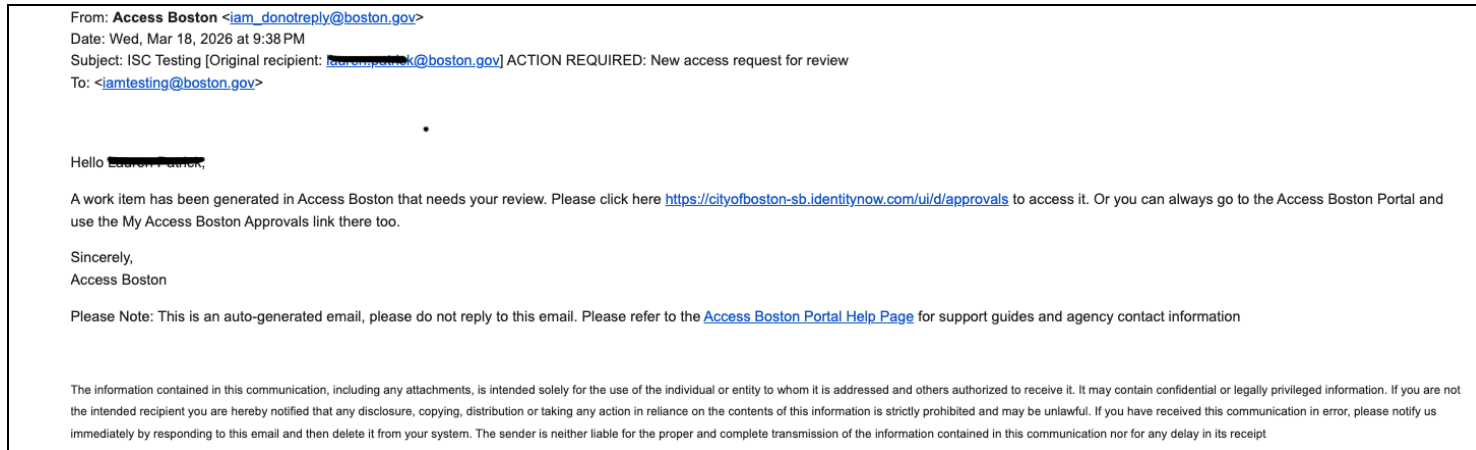 From: Access Boston <iam_donotreply@boston.gov>
Date: Wed, Mar 18, 2026 at 9:38 PM
Subject: ISC Testing [Original recipient: @boston.gov] ACTION REQUIRED: New access request for review
To: <iamtesting@boston.gov>
Hello
A work item has been generated in Access Boston that needs your review. Please click here https://cityofboston-sb.identitynow.com/ui/d/approvals to access it. Or you can always go to the Access Boston Portal and
use the My Access Boston Approvals link there too.
Sincerely,
Access Boston
Please Note: This is an auto-generated email, please do not reply to this email. Please refer to the Access Boston Portal Help Page for support guides and agency contact information
The information contained in this communication, including any attachments, is intended solely for the use of the individual or entity to whom it is addressed and others authorized to receive it. It may contain confidential or legally privileged information. If you are not
the intended recipient you are hereby notified that any disclosure, copying, distribution or taking any action in reliance on the contents of this information is strictly prohibited and may be unlawful. If you have received this communication in error, please notify us
immediately by responding to this email and then delete it from your system. The sender is neither liable for the proper and complete transmission of the information contained in this communication nor for any delay in its receipt